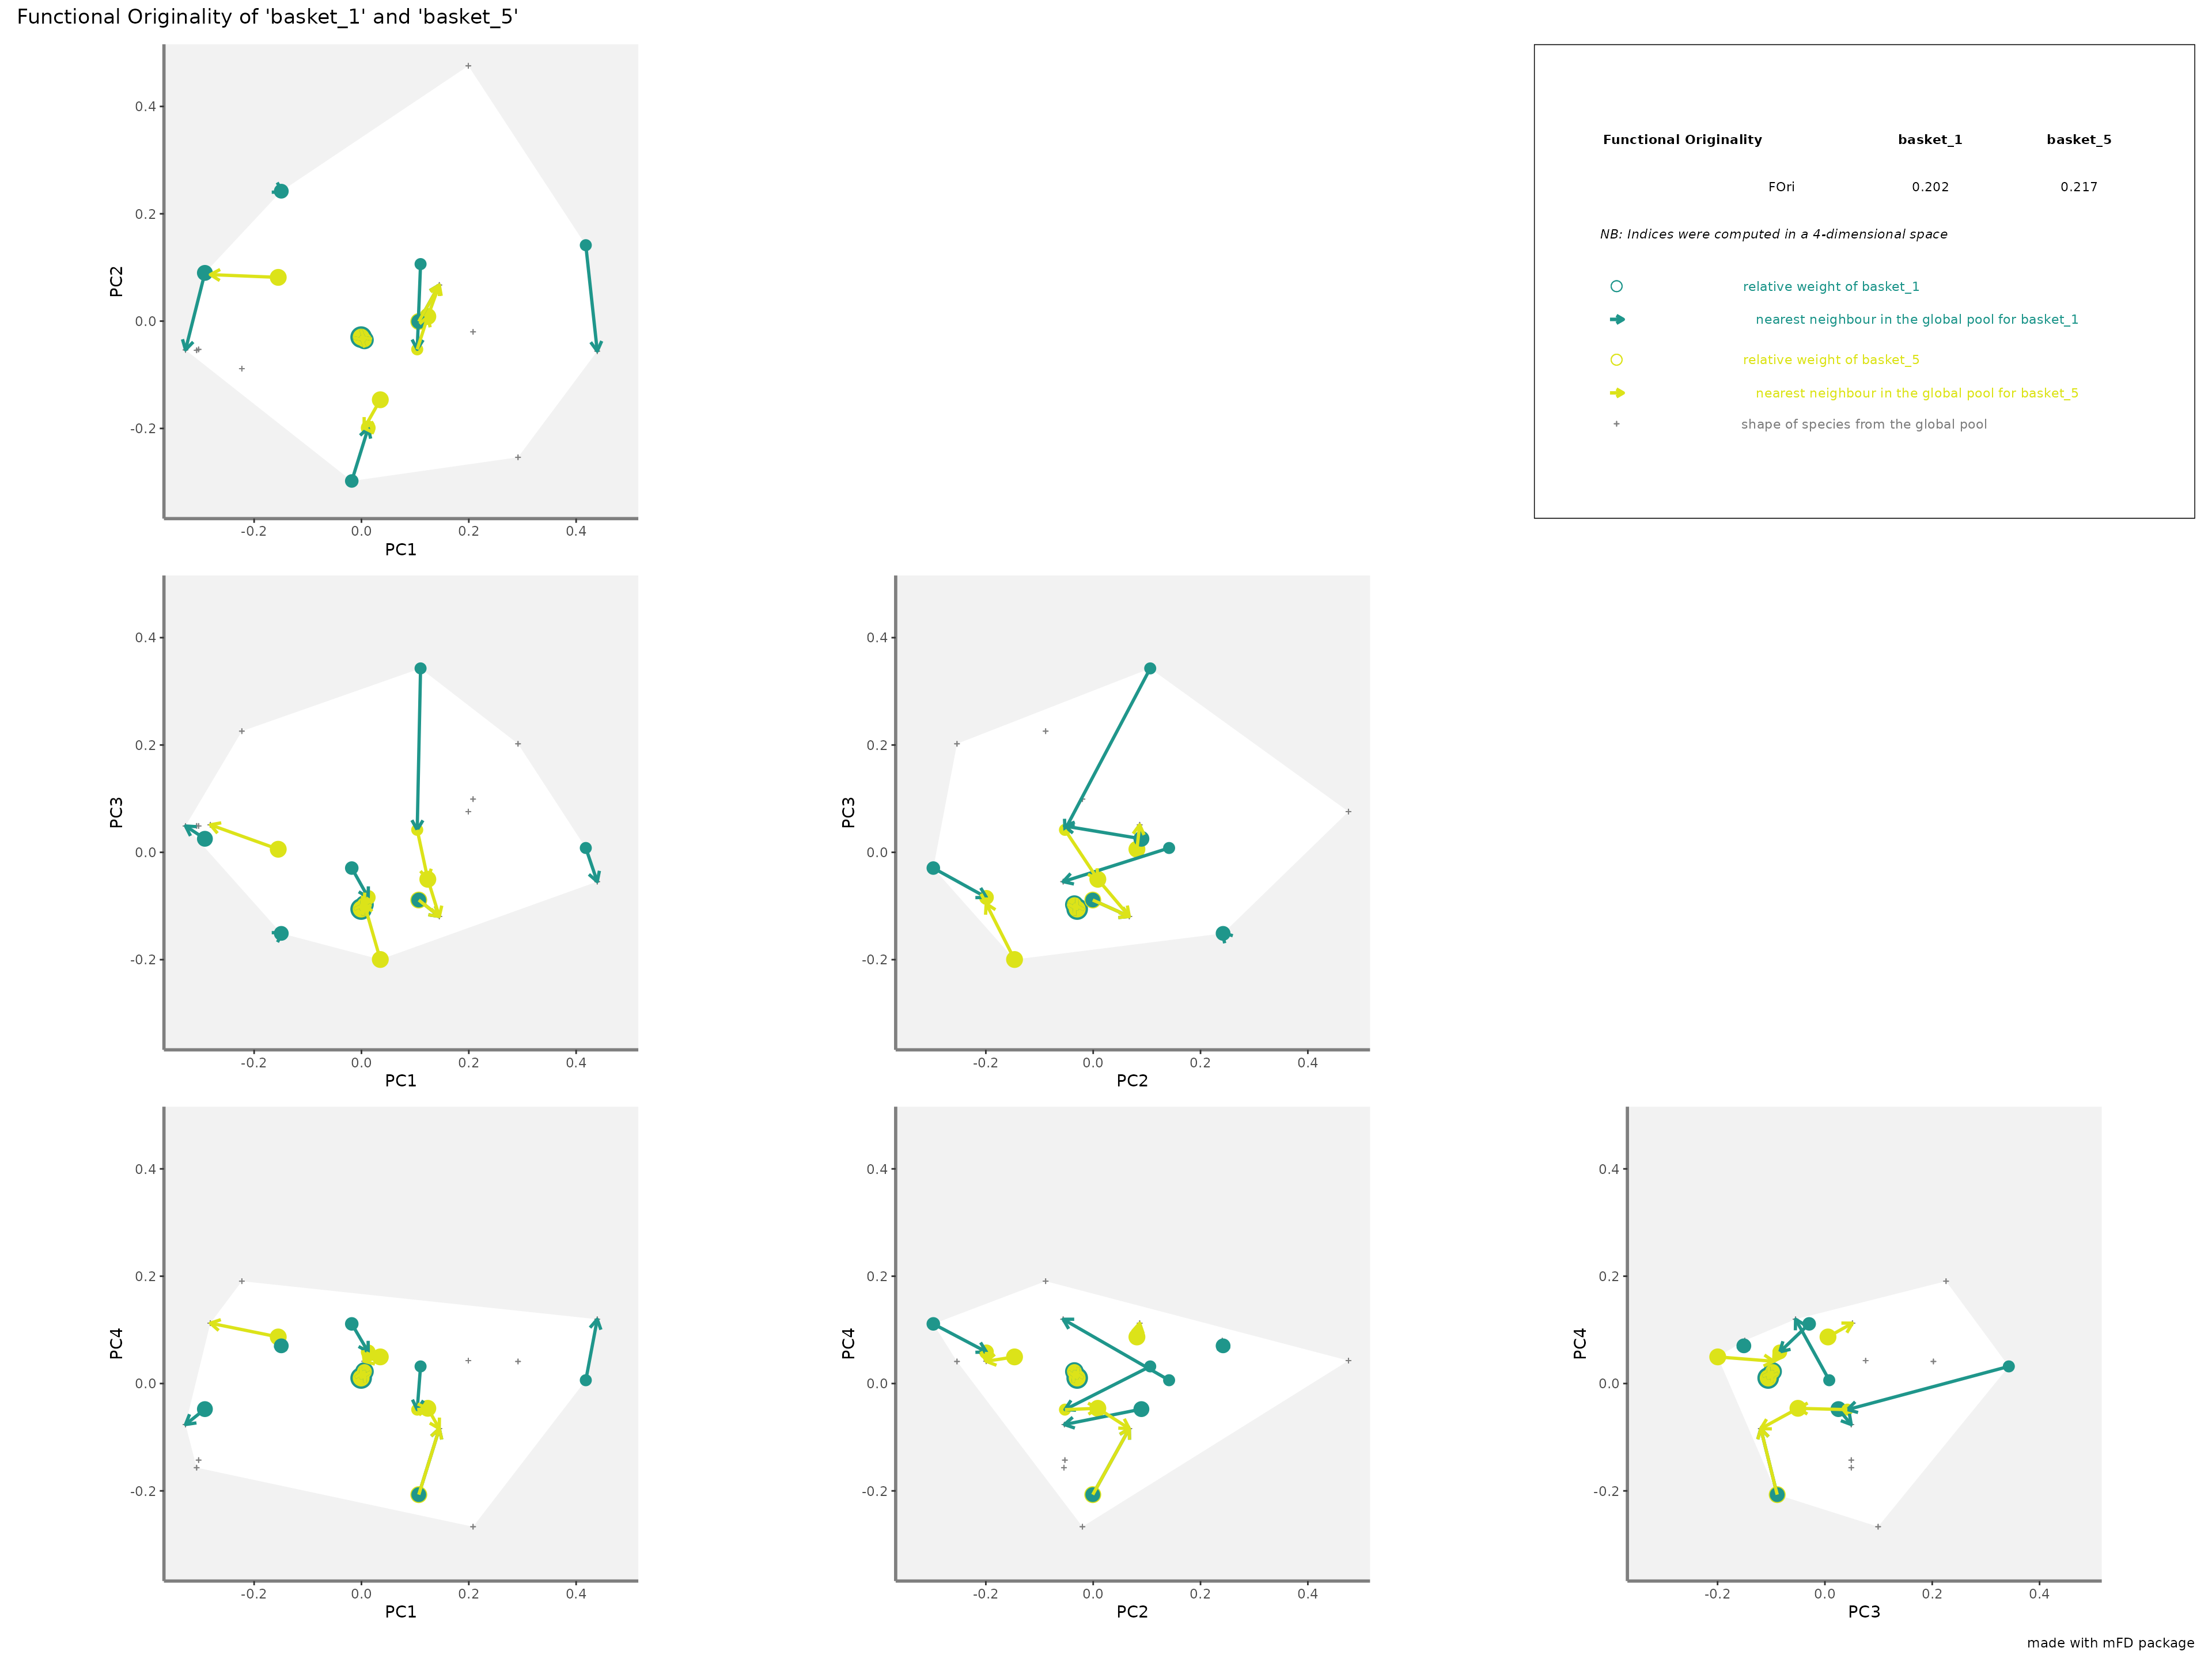 Functional Originality of 'basket_1' and 'basket_5'
0.4
0.2
0.0
-0.2
PC2
-0.2 0.0 0.2 0.4
PC1
Functional Originality basket_1 basket_5
FOri 0.202 0.217
NB: Indices were computed in a 4-dimensional space
relative weight of basket_1
nearest neighbour in the global pool for basket_1
relative weight of basket_5
nearest neighbour in the global pool for basket_5
shape of species from the global pool
0.4
0.2
0.0
-0.2
PC3
-0.2 0.0 0.2 0.4
PC1
0.4
0.2
0.0
-0.2
PC3
-0.2 0.0 0.2 0.4
PC2
0.4
0.2
0.0
-0.2
PC4
-0.2 0.0 0.2 0.4
PC1
0.4
0.2
0.0
-0.2
PC4
-0.2 0.0 0.2 0.4
PC2
0.4
0.2
0.0
-0.2
PC4
-0.2 0.0 0.2 0.4
PC3
made with mFD package